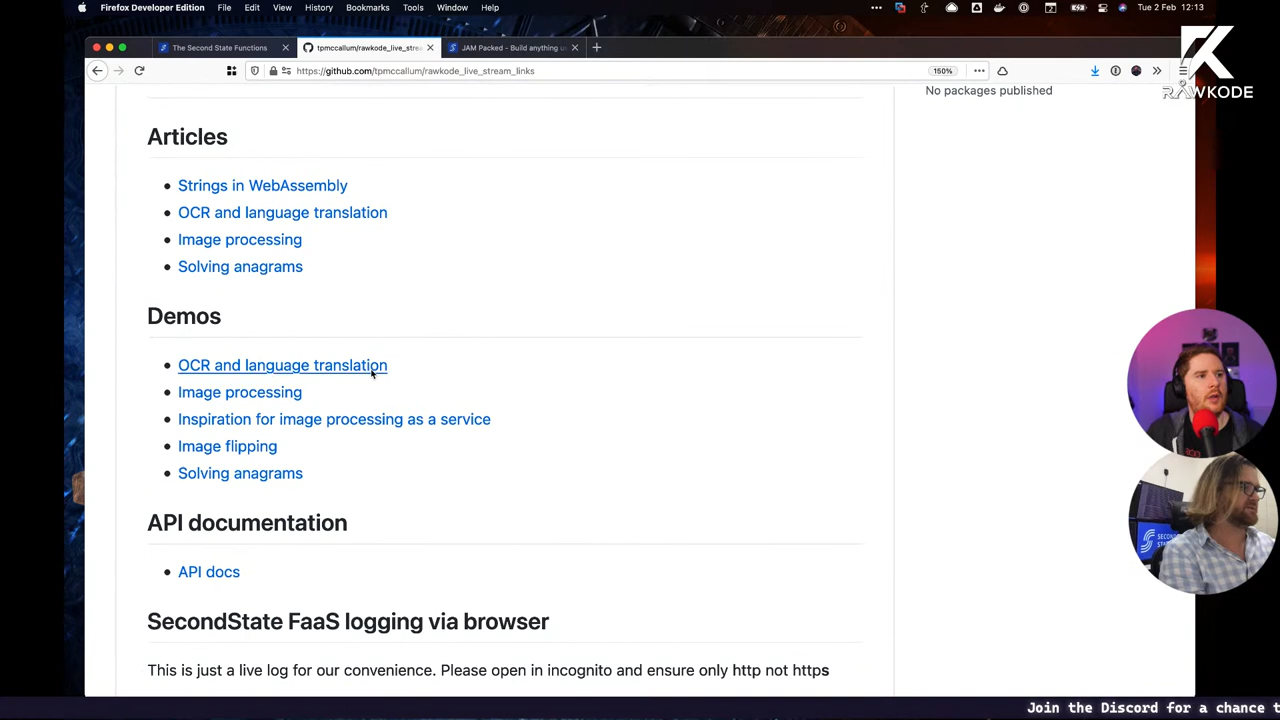 Firefox Developer Edition File Edit View History Bookmarks Tools Window Help Tue 2 Feb 12:13
The Second State Functions
tpmccallum/rawkode_live_stre
JAM Packed - Build anything u
https://github.com/tpmccallum/rawkode_live_stream_links
150%
RAWKODE
No packages published
Articles
Strings in WebAssembly
OCR and language translation
Image processing
Solving anagrams
Demos
OCR and language translation
Image processing
Inspiration for image processing as a service
Image flipping
Solving anagrams
API documentation
API docs
SecondState FaaS logging via browser
This is just a live log for our convenience. Please open in incognito and ensure only http not https
SECOND
STATE
Join the Discord for a chance t